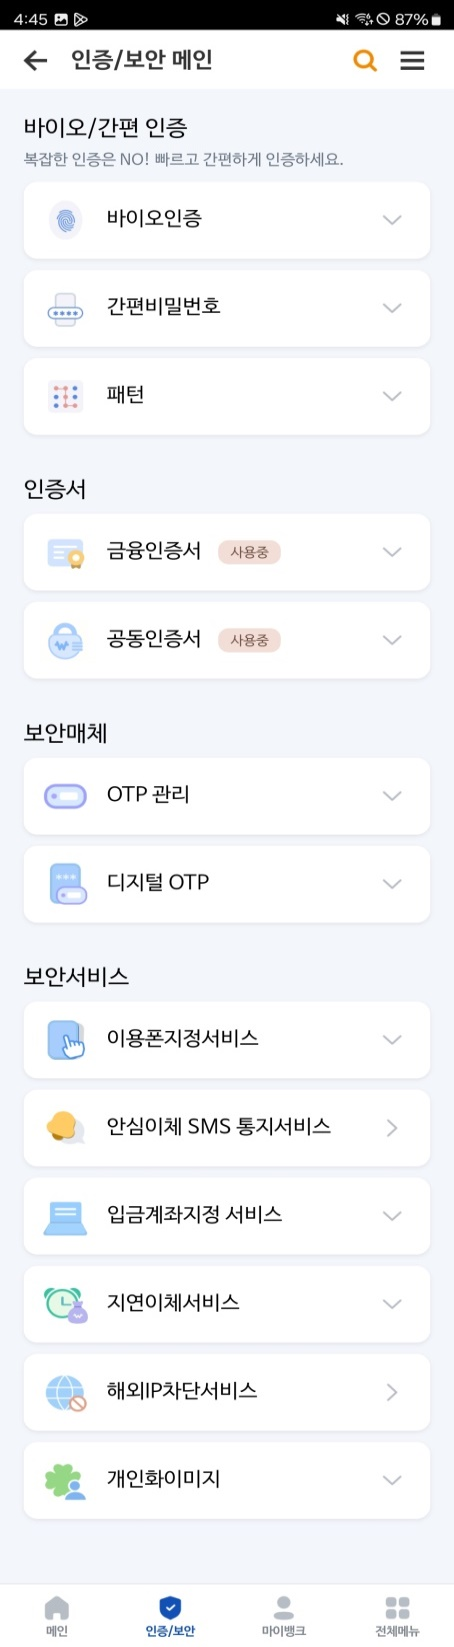 4:45 87%
인증/보안 메인
바이오/간편 인증
복잡한 인증은 NO! 빠르고 간편하게 인증하세요.
바이오인증
간편비밀번호
패턴
인증서
금융인증서 사용중
공동인증서 사용중
보안매체
OTP 관리
디지털 OTP
보안서비스
이용폰지정서비스
안심이체 SMS 통지서비스
입금계좌지정 서비스
지연이체서비스
해외IP차단서비스
개인화이미지
메인 인증/보안 마이뱅크 전체메뉴